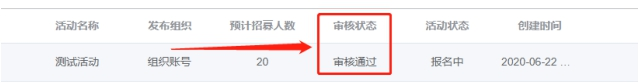 活动名称 发布组织 预计招募人数 审核状态 活动状态 创建时间
测试活动 组织账号 20 审核通过 报名中 2020-06-22 ...